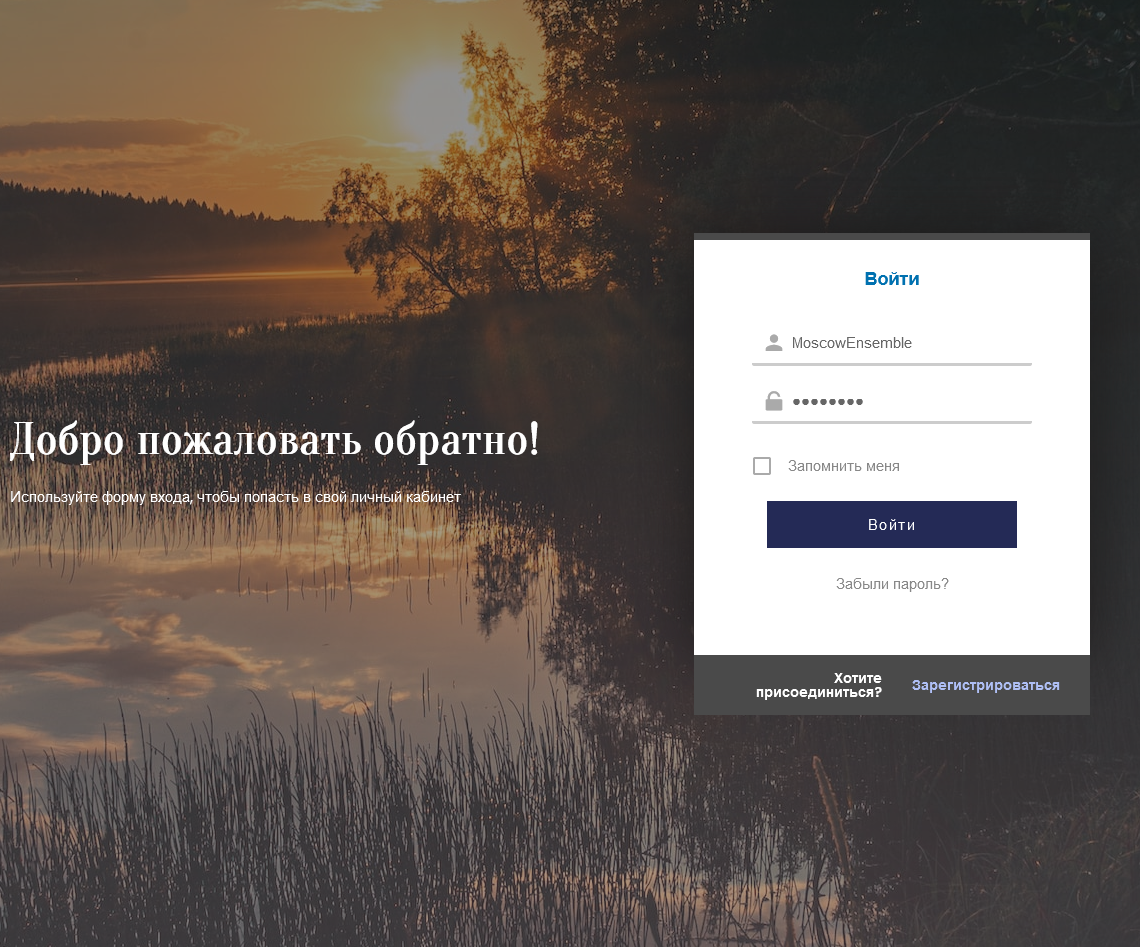 Добро пожаловать обратно!
Используйте форму входа, чтобы попасть в свой личный кабинет
Войти
MoscowEnsemble
••••••••
Запомнить меня
Войти
Забыли пароль?
Хотите
присоединиться?
Зарегистрироваться